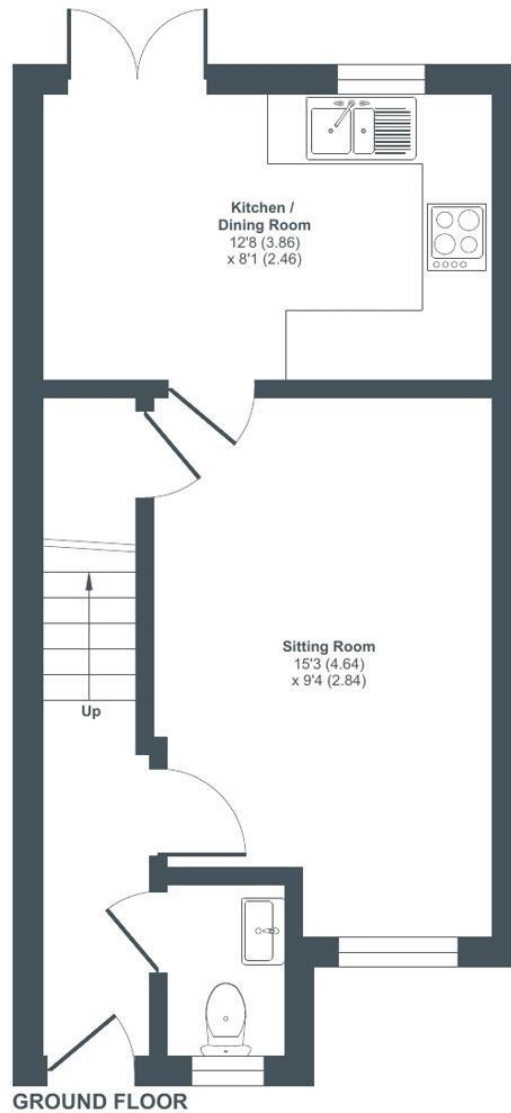 Kitchen /
Dining Room
12'8 (3.86)
x 8'1 (2.46)
Sitting Room
15'3 (4.64)
x 9'4 (2.84)
Up
GROUND FLOOR